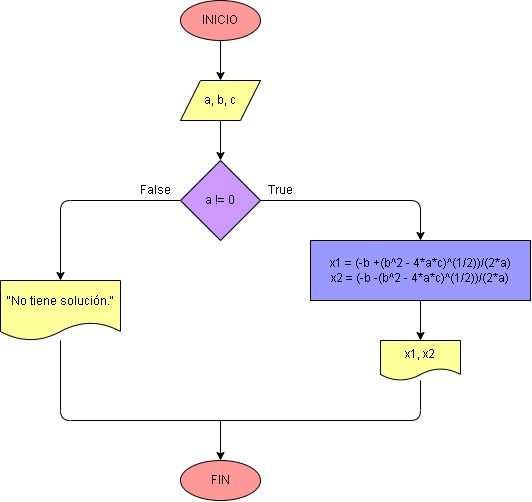 INICIO
a, b, c
False
True
a != 0
x1 = (-b +(b^2 - 4*a*c)^(1/2))/(2*a)
x2 = (-b -(b^2 - 4*a*c)^(1/2))/(2*a)
"No tiene solución."
x1, x2
FIN